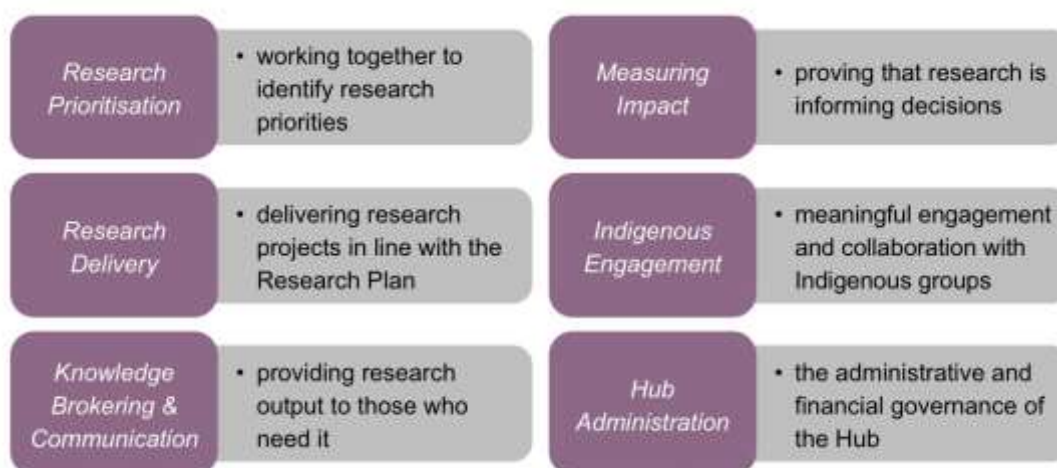 Research
Prioritisation
• working together to
identify research
priorities
Measuring
Impact
• proving that research is
informing decisions
Research
Delivery
• delivering research
projects in line with the
Research Plan
Indigenous
Engagement
• meaningful engagement
and collaboration with
Indigenous groups
Knowledge
Brokering &
Communication
• providing research
output to those who
need it
Hub
Administration
• the administrative and
financial governance of
the Hub